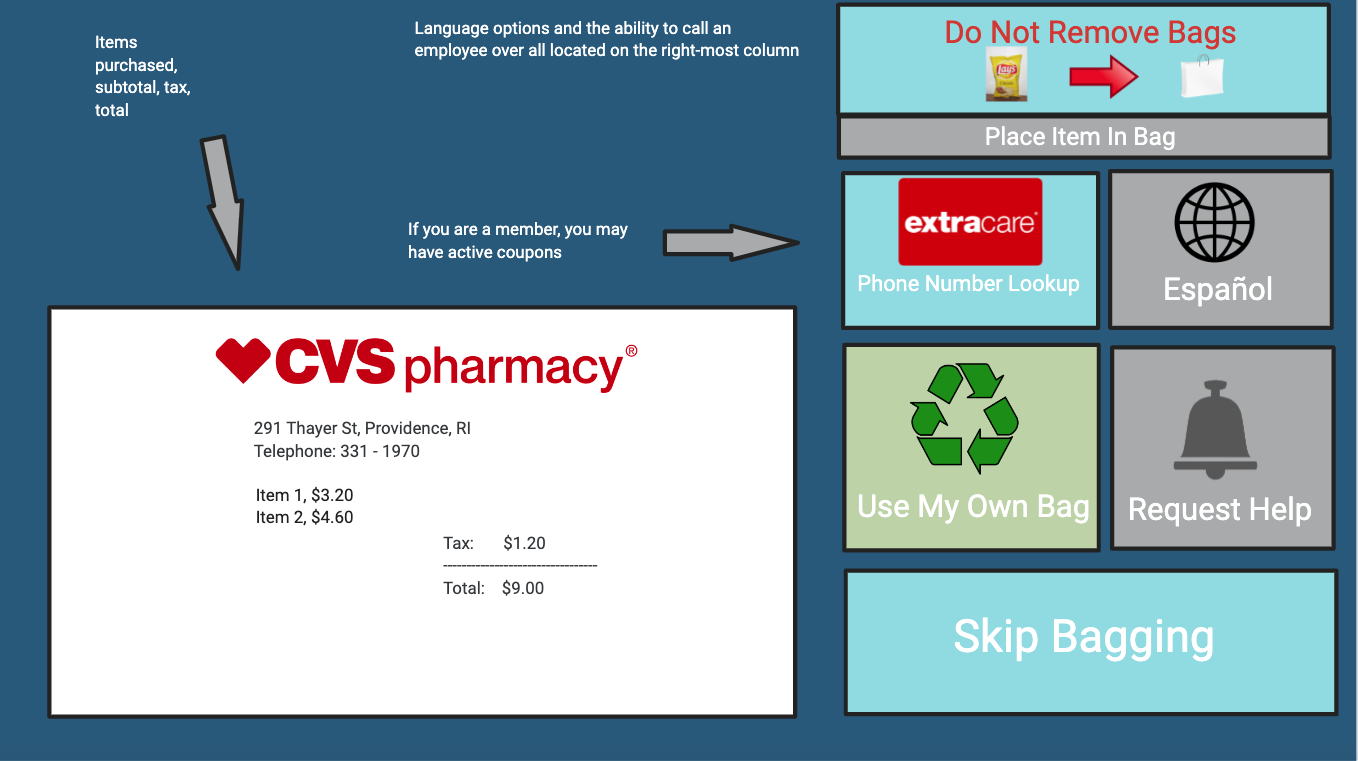 Items
purchased,
subtotal, tax,
total
Language options and the ability to call an
employee over all located on the right-most column
If you are a member, you may
have active coupons
CVS pharmacy®
291 Thayer St, Providence, RI
Telephone: 331 - 1970
Item 1, $3.20
Item 2, $4.60
Tax: $1.20
---------------------------------
Total: $9.00
Do Not Remove Bags
Lay's
Place Item In Bag
extracare®
Phone Number Lookup
Español
Use My Own Bag
Request Help
Skip Bagging